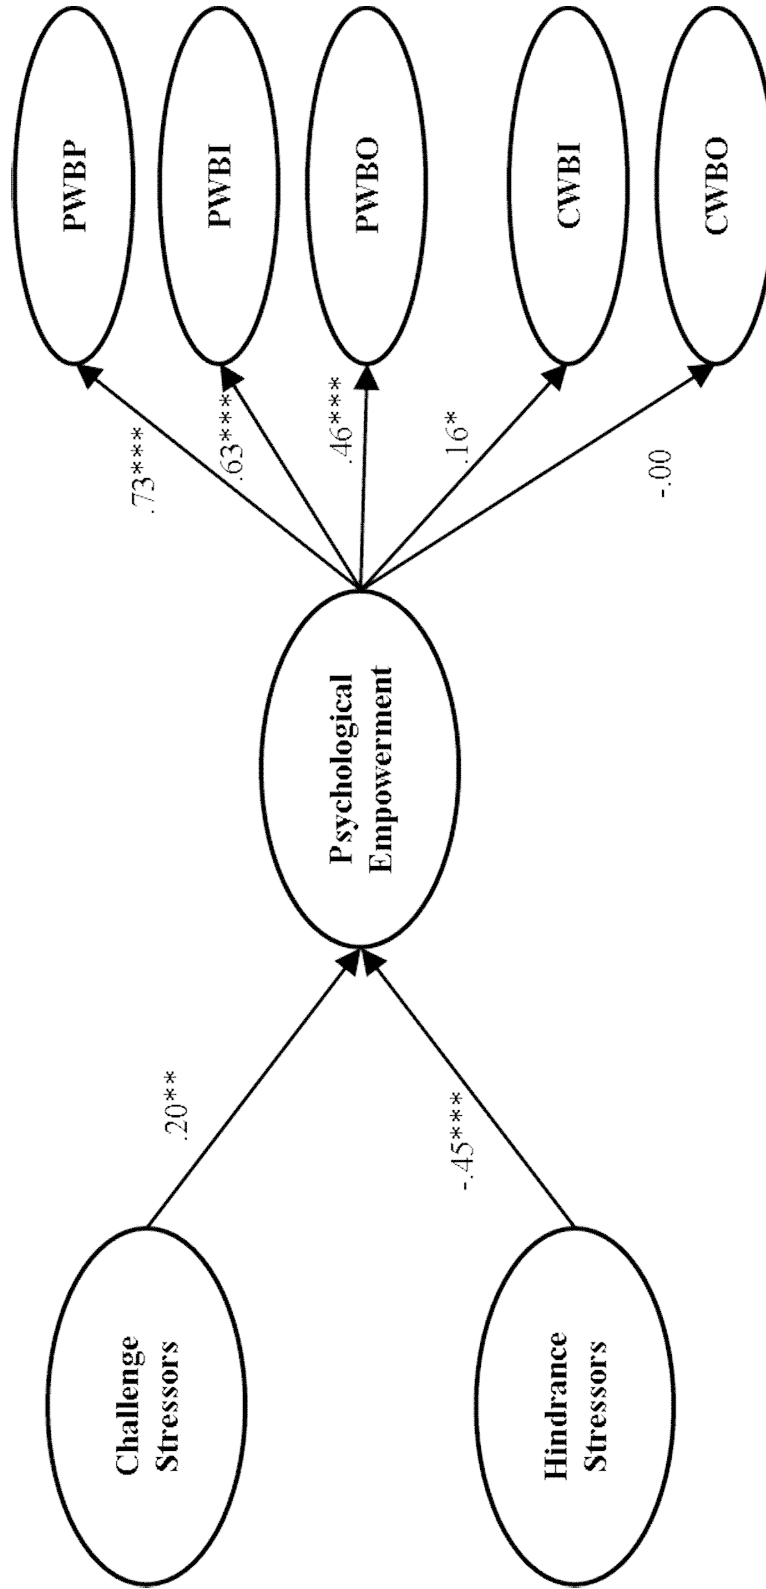 Challenge
Stressors
Hindrance
Stressors
.20**
-.45***
Psychological
Empowerment
.73***
.63***
.46***
.16*
-.00
PWBP
PWBI
PWBO
CWBI
CWBO